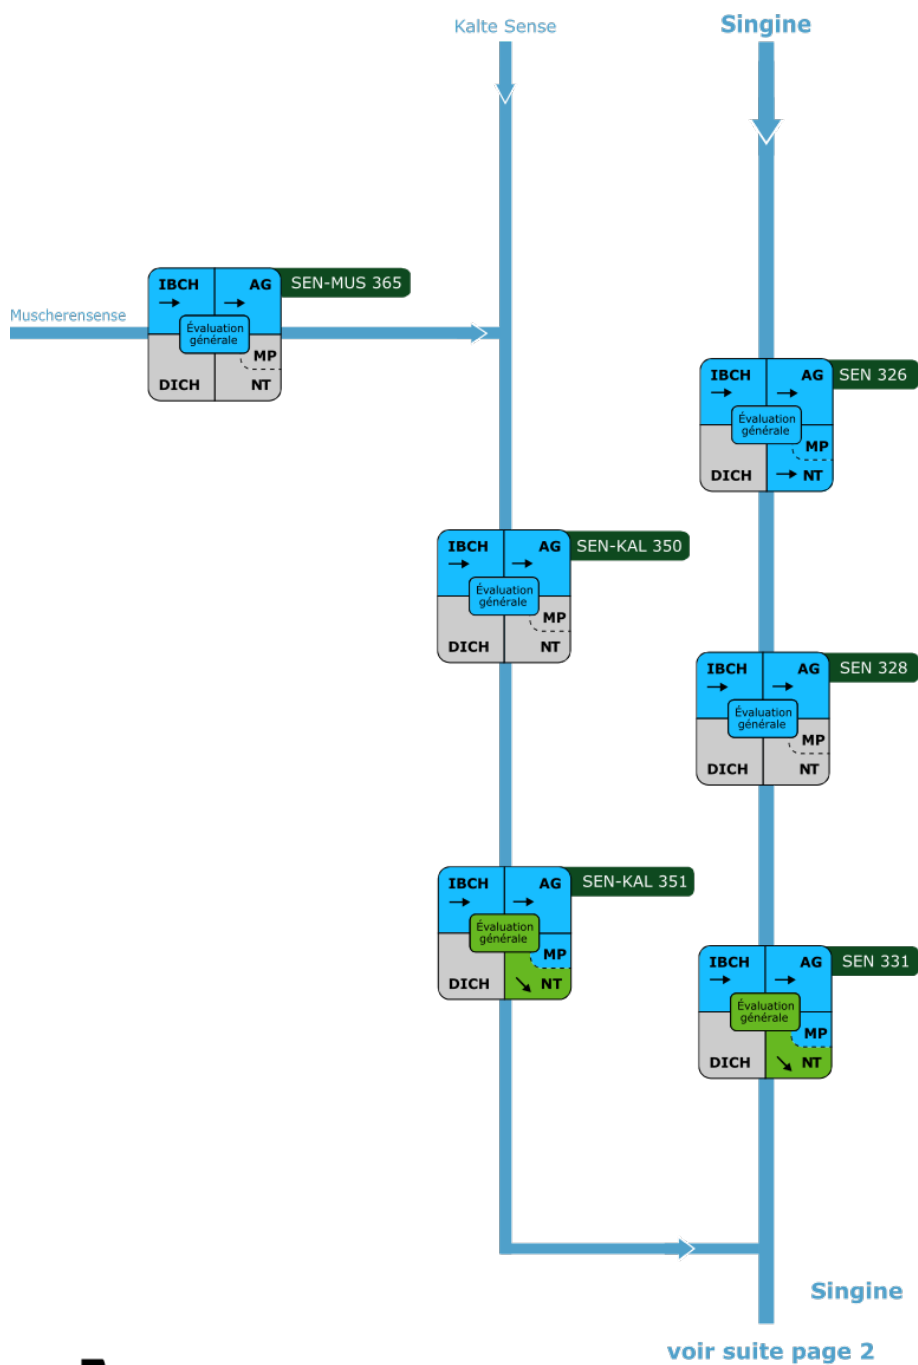 Kalte Sense
Singine
IBCH AG SEN-MUS 365
Muscherensense
Évaluation
générale
MP
DICH NT
IBCH AG SEN 326
Évaluation
générale
MP
DICH NT
IBCH AG SEN-KAL 350
Évaluation
générale
MP
DICH NT
IBCH AG SEN 328
Évaluation
générale
MP
DICH NT
IBCH AG SEN-KAL 351
Évaluation
générale
MP
DICH NT
IBCH AG SEN 331
Évaluation
générale
MP
DICH NT
Singine
voir suite page 2